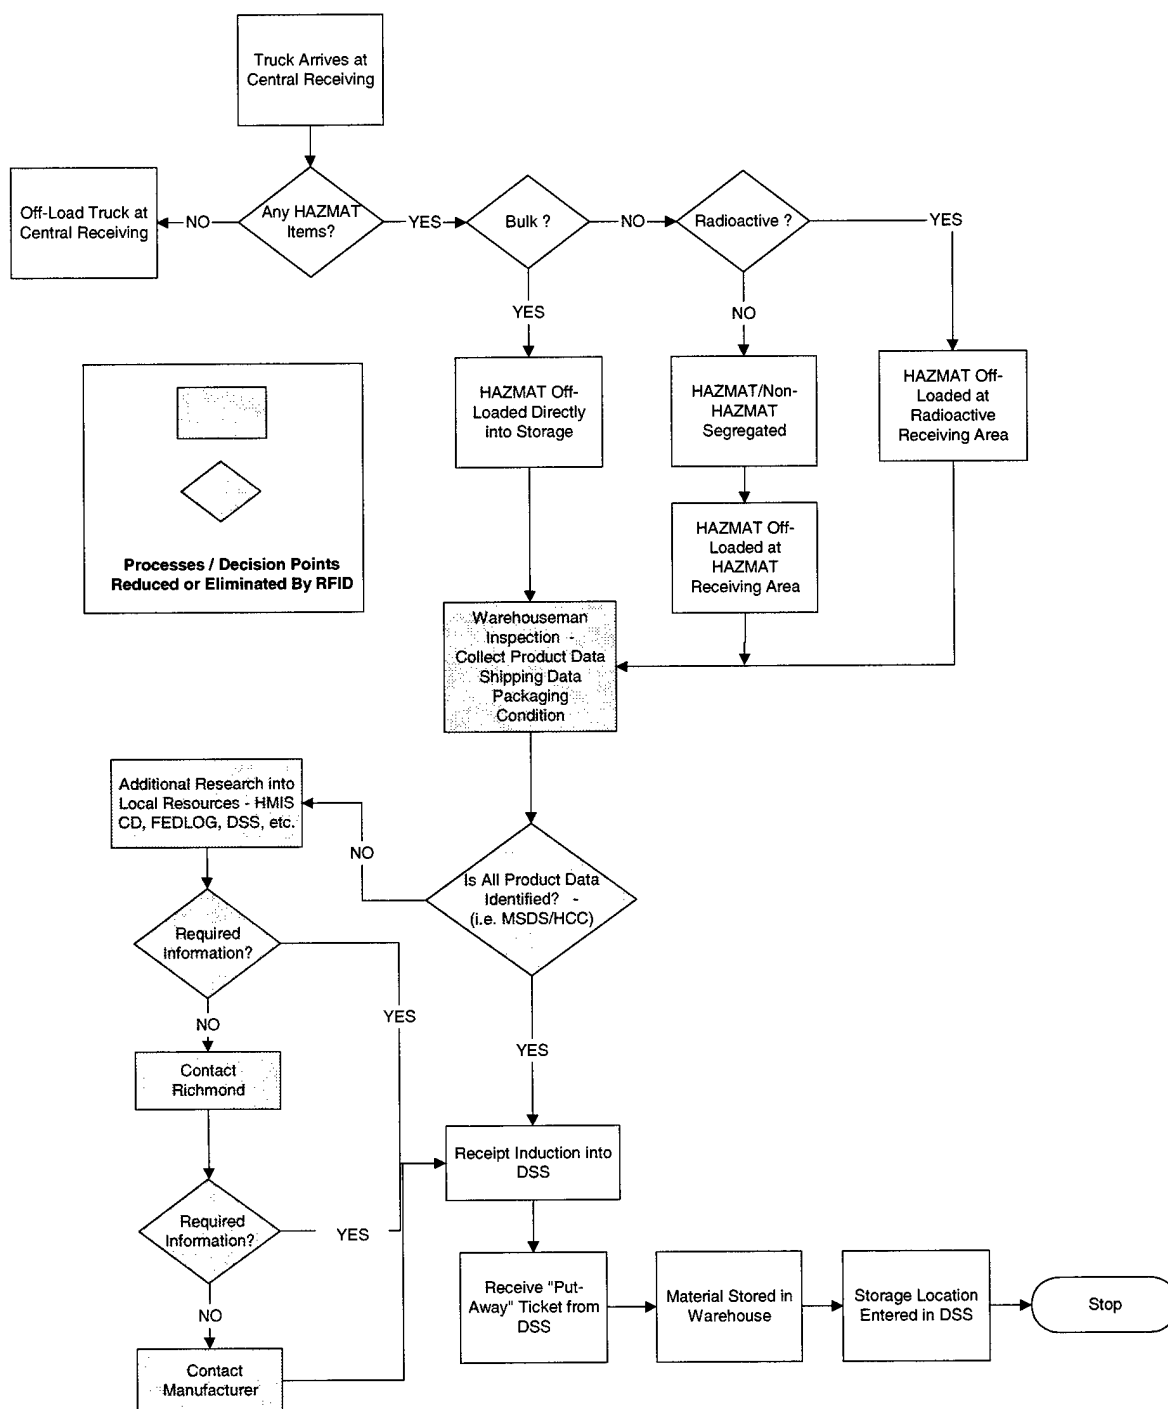 Truck Arrives at
Central Receiving
Off-Load Truck at
Central Receiving
NO
Any HAZMAT
Items?
YES
Bulk ?
NO
Radioactive ?
YES
YES
NO
HAZMAT Off-
Loaded Directly
into Storage
HAZMAT/Non-
HAZMAT
Segregated
HAZMAT Off-
Loaded at
Radioactive
Receiving Area
HAZMAT Off-
Loaded at
HAZMAT
Receiving Area
Processes / Decision Points
Reduced or Eliminated By RFID
Warehouseman
Inspection -
Collect Product Data
Shipping Data
Packaging
Condition
Additional Research into
Local Resources - HMIS
CD, FEDLOG, DSS, etc.
NO
Is All Product Data
Identified? -
(i.e. MSDS/HCC)
Required
Information?
YES
NO
YES
Contact
Richmond
Receipt Induction into
DSS
Required
Information?
YES
NO
Contact
Manufacturer
Receive "Put-
Away" Ticket from
DSS
Material Stored in
Warehouse
Storage Location
Entered in DSS
Stop